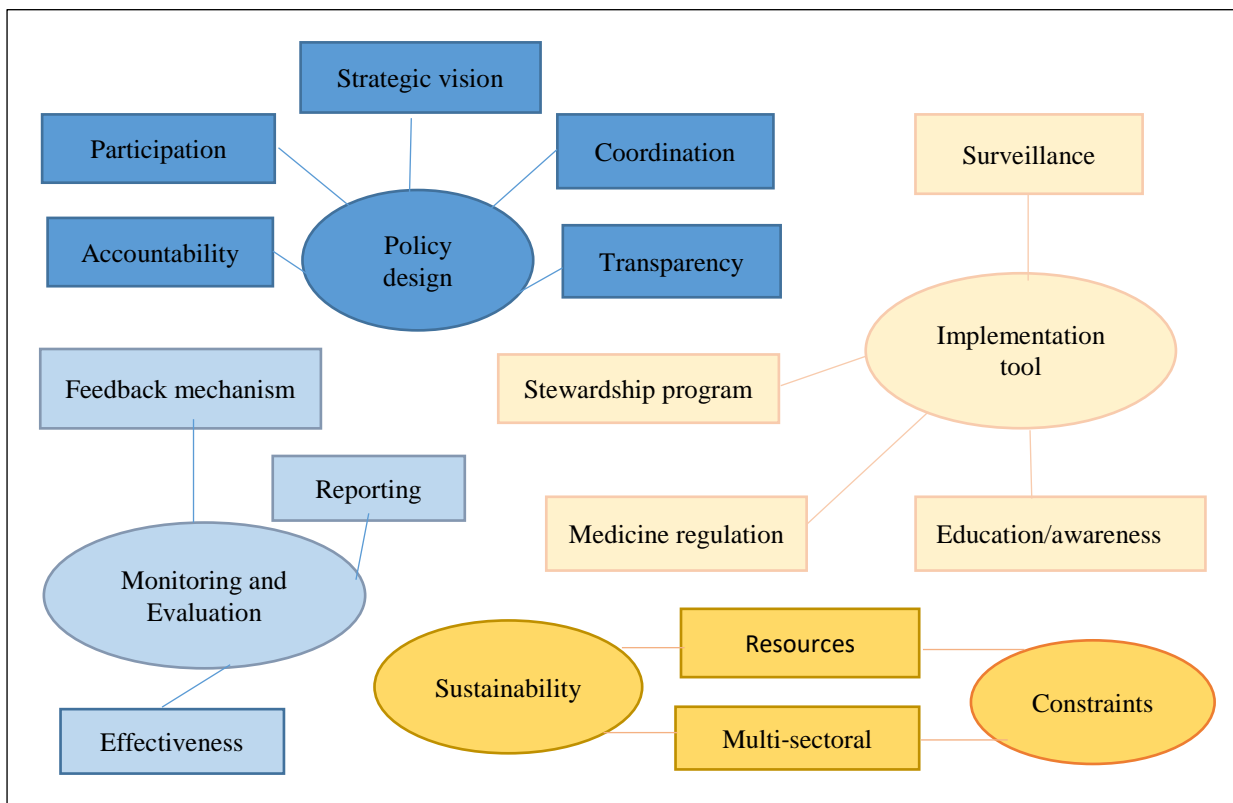 Strategic vision
Participation
Coordination
Surveillance
Accountability
Policy
design
Transparency
Implementation
tool
Feedback mechanism
Stewardship program
Reporting
Medicine regulation
Education/awareness
Monitoring and
Evaluation
Resources
Sustainability
Constraints
Multi-sectoral
Effectiveness